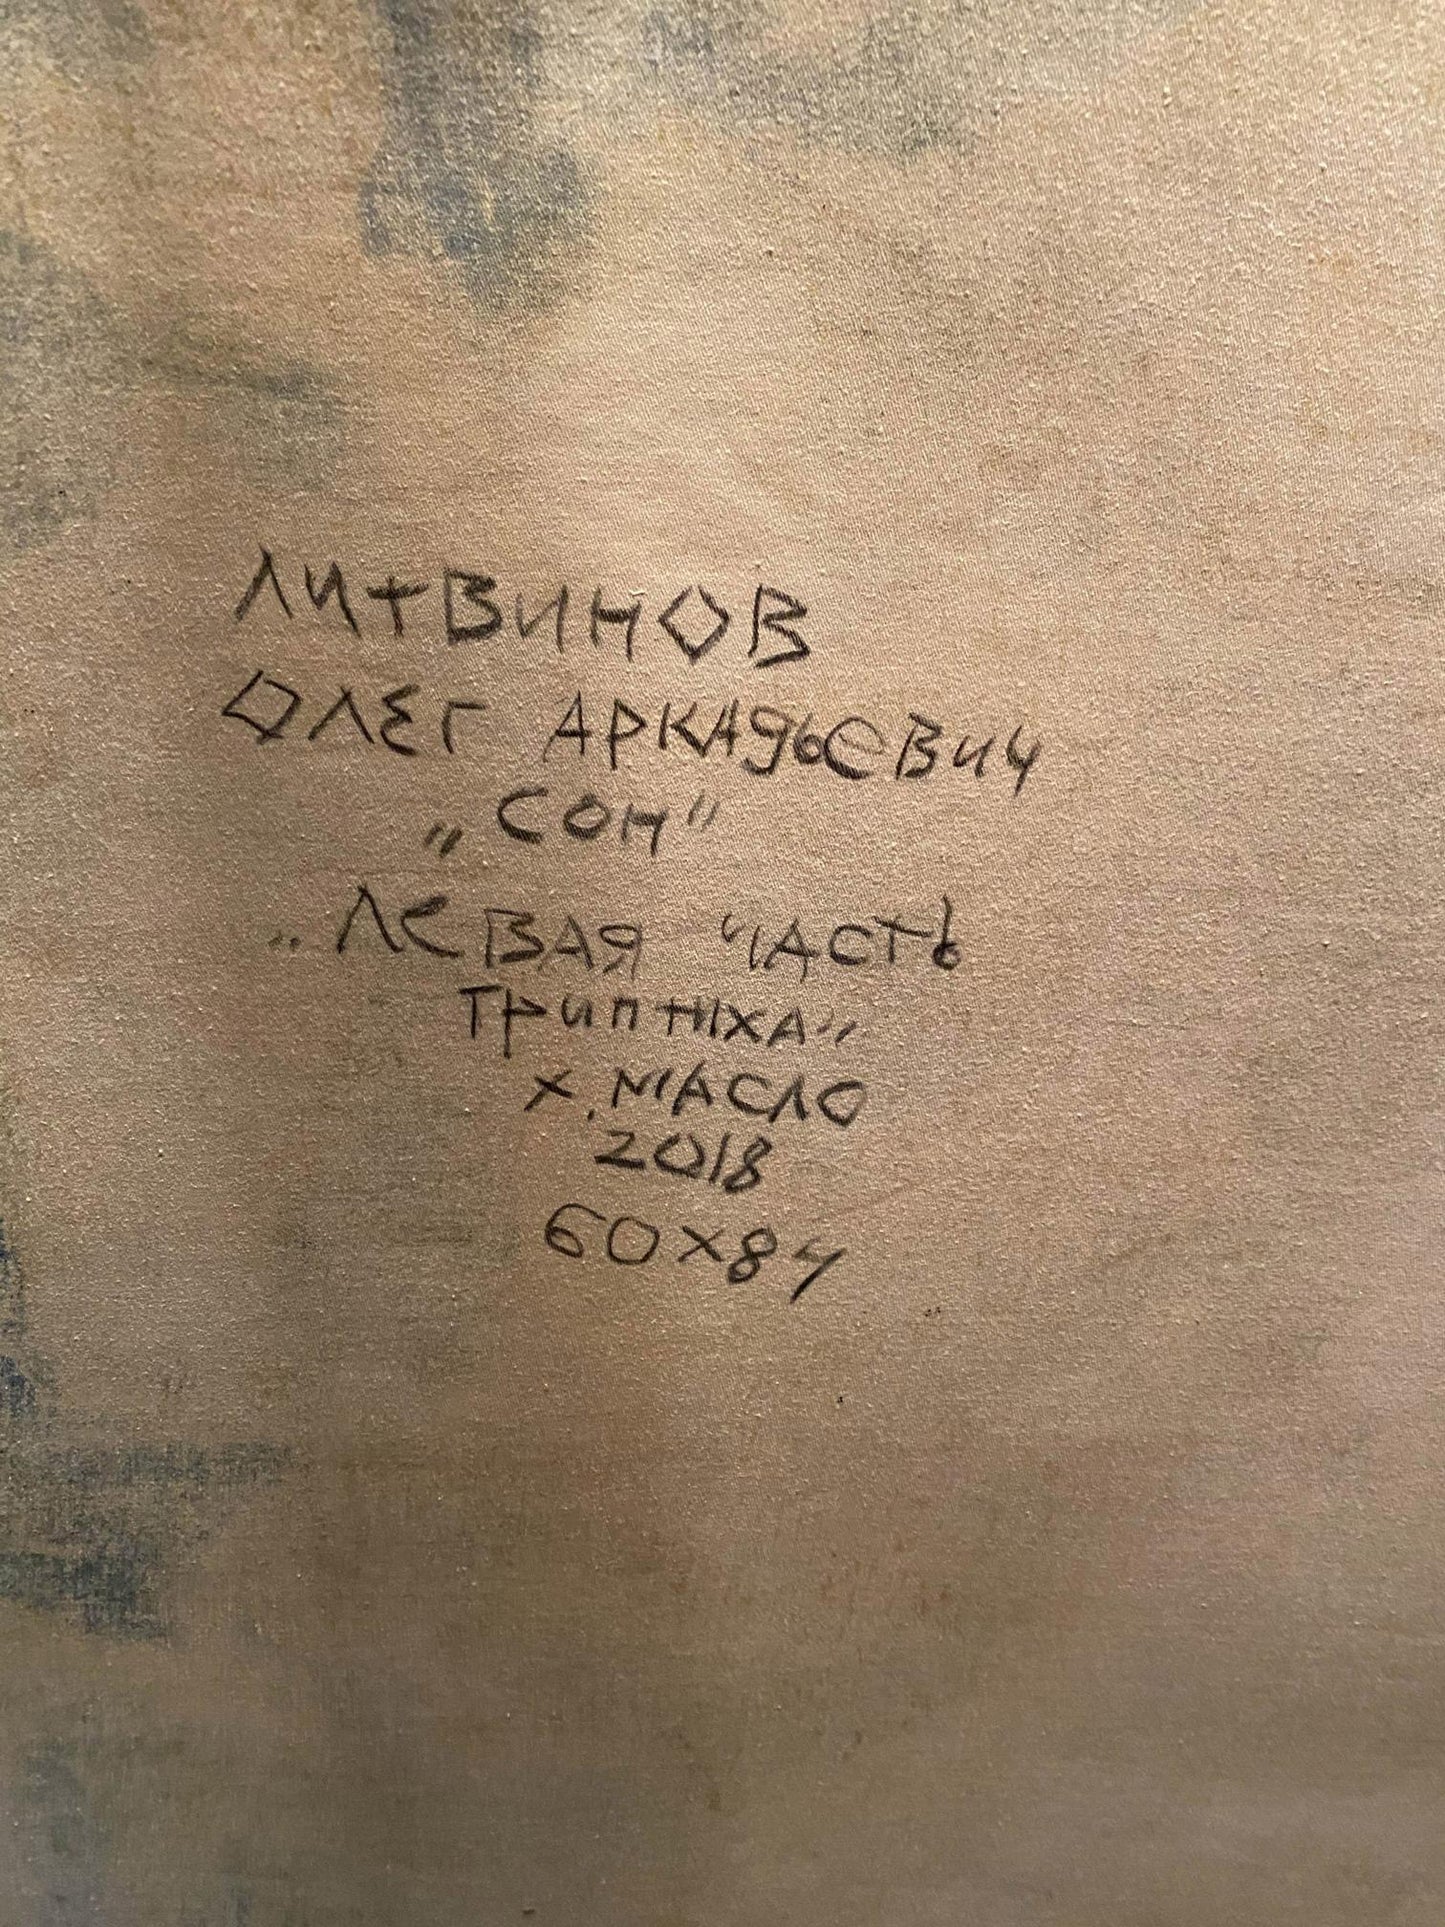 ЛИТВИНОВ
ОЛЕГ АРКАДЬЕВИЧ
„СОН"
„ЛЕВАЯ ЧАСТЬ
ТРИПТИХА"
Х. МАСЛО
2018
60х84